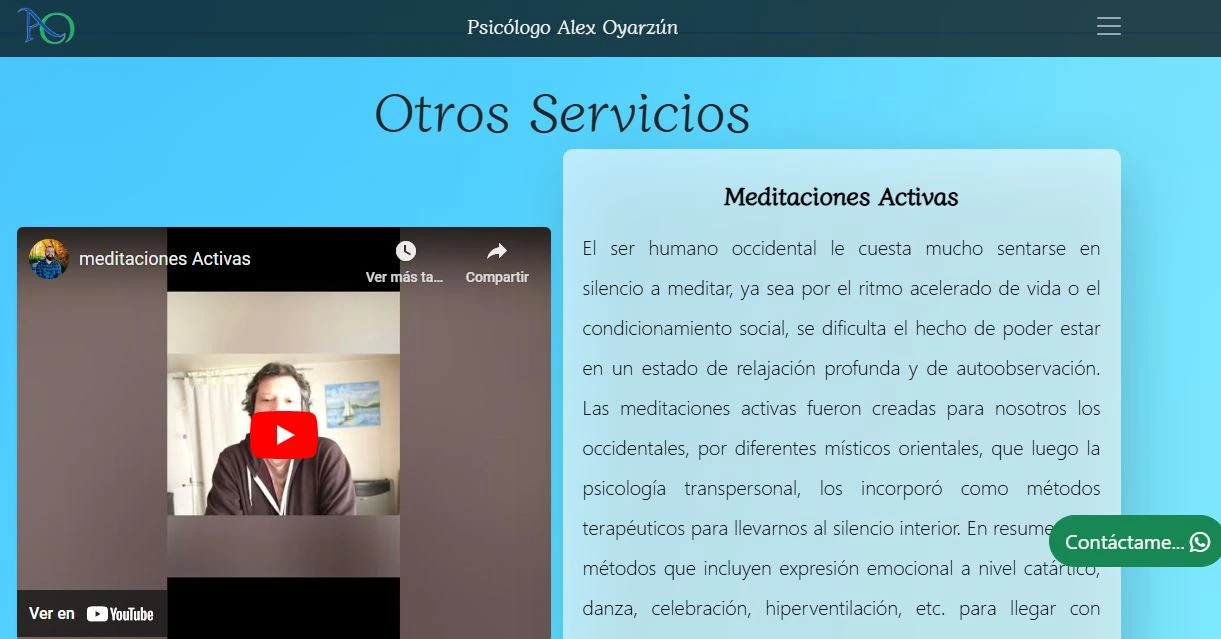 Psicólogo Alex Oyarzún
Otros Servicios
meditaciones Activas
Ver más ta...
Compartir
Ver en YouTube
Meditaciones Activas
El ser humano occidental le cuesta mucho sentarse en
silencio a meditar, ya sea por el ritmo acelerado de vida o el
condicionamiento social, se dificulta el hecho de poder estar
en un estado de relajación profunda y de autoobservación.
Las meditaciones activas fueron creadas para nosotros los
occidentales, por diferentes místicos orientales, que luego la
psicología transpersonal, los incorporó como métodos
terapéuticos para llevarnos al silencio interior. En resume
métodos que incluyen expresión emocional a nivel catártico,
danza, celebración, hiperventilación, etc. para llegar con
Contáctame...